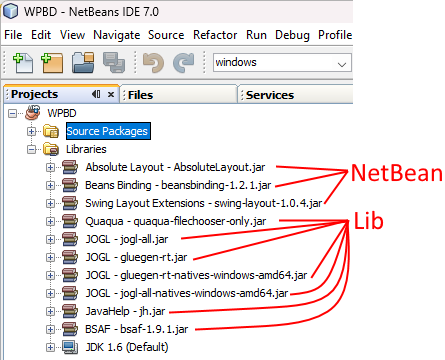 WPBD - NetBeans IDE 7.0
File Edit View Navigate Source Refactor Run Debug Profile
windows
Projects Files Services
WPBD
Source Packages
Libraries
Absolute Layout - AbsoluteLayout.jar
NetBean
Beans Binding - beansbinding-1.2.1.jar
Swing Layout Extensions - swing-layout-1.0.4.jar
Quaqua - quaqua-filechooser-only.jar
Lib
JOGL - jogl-all.jar
JOGL - gluegen-rt.jar
JOGL - gluegen-rt-natives-windows-amd64.jar
JOGL - jogl-all-natives-windows-amd64.jar
JavaHelp - jh.jar
BSAF - bsaf-1.9.1.jar
JDK 1.6 (Default)